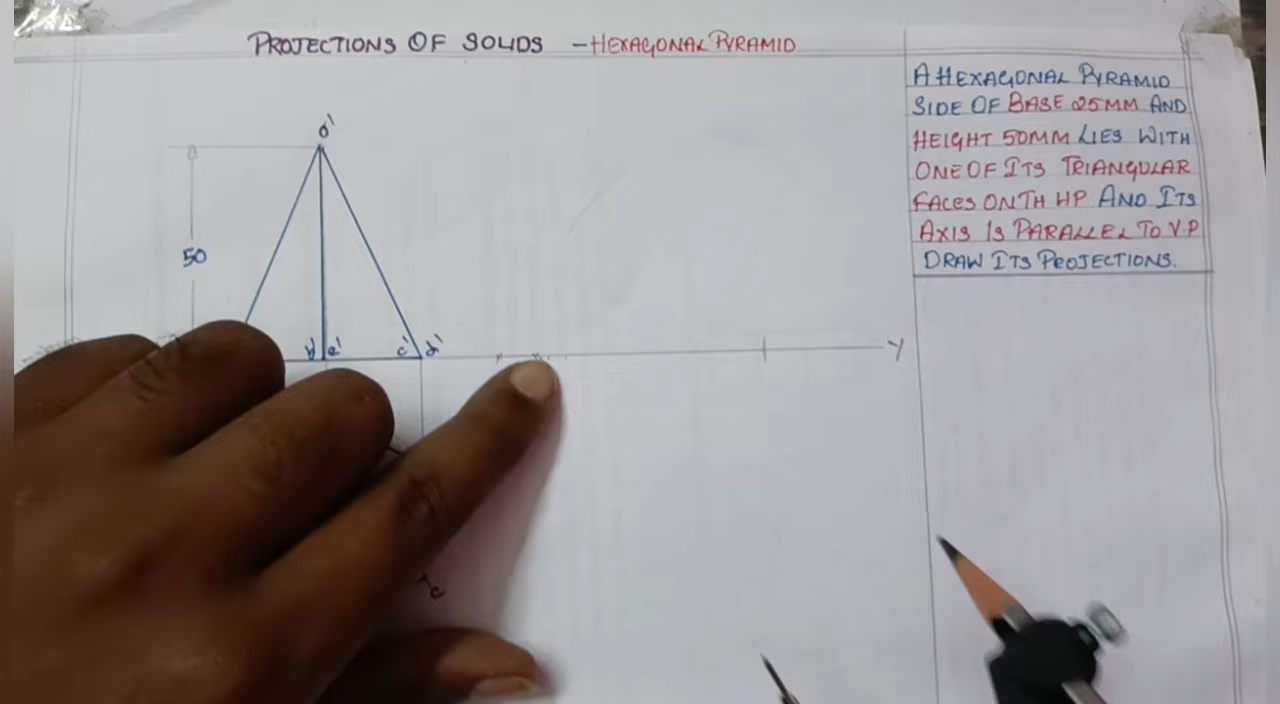 PROJECTIONS OF SOLIDS - HEXAGONAL PYRAMID
A HEXAGONAL PYRAMID
SIDE OF BASE 25MM AND
HEIGHT 50MM LIES WITH
ONE OF ITS TRIANGULAR
FACES ON TH HP AND ITS
AXIS IS PARALLEL TO V.P
DRAW ITS PROJECTIONS.
o'
50
b' e' c' d'
Y
c